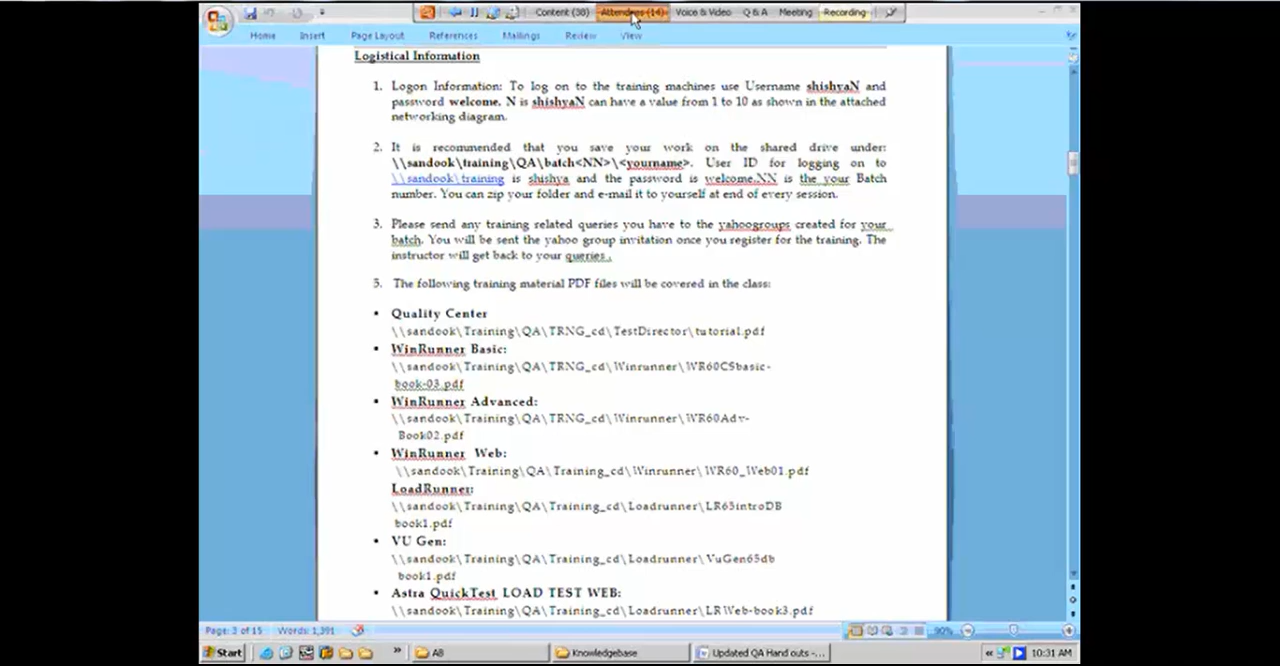 Content (38) Attendees (14) Voice & Video Q & A Meeting Recording
Home Insert Page Layout References Mailings Review View
Logistical Information
1. Logon Information: To log on to the training machines use Username shishyaN and
password welcome. N is shishyaN can have a value from 1 to 10 as shown in the attached
networking diagram.
2. It is recommended that you save your work on the shared drive under:
\\sandook\training\QA\batch<NN>\<yourname>. User ID for logging on to
\\sandook\training is shishya and the password is welcome.NN is the your Batch
number. You can zip your folder and e-mail it to yourself at end of every session.
3. Please send any training related queries you have to the yahoogroups created for your
batch. You will be sent the yahoo group invitation once you register for the training. The
instructor will get back to your queries .
5. The following training material PDF files will be covered in the class:
• Quality Center
\\sandook\Training\QA\TRNG_cd\TestDirector\tutorial.pdf
• WinRunner Basic:
\\sandook\Training\QA\TRNG_cd\Winrunner\WR60CSbasic-
book-03.pdf
• WinRunner Advanced:
\\sandook\Training\QA\TRNG_cd\Winrunner\WR60Adv-
Book02.pdf
• WinRunner Web:
\\sandook\Training\QA\Training_cd\Winrunner\WR60_Web01.pdf
LoadRunner:
\\sandook\Training\QA\Training_cd\Loadrunner\LR65introDB
book1.pdf
• VU Gen:
\\sandook\Training\QA\Training_cd\Loadrunner\VuGen65db
book1.pdf
• Astra QuickTest LOAD TEST WEB:
\\sandook\Training\QA\Training_cd\Loadrunner\LRWeb-book3.pdf
Page: 3 of 15 Words: 1,391 90%
Start A8 Knowledgebase Updated QA Hand outs -... 10:31 AM